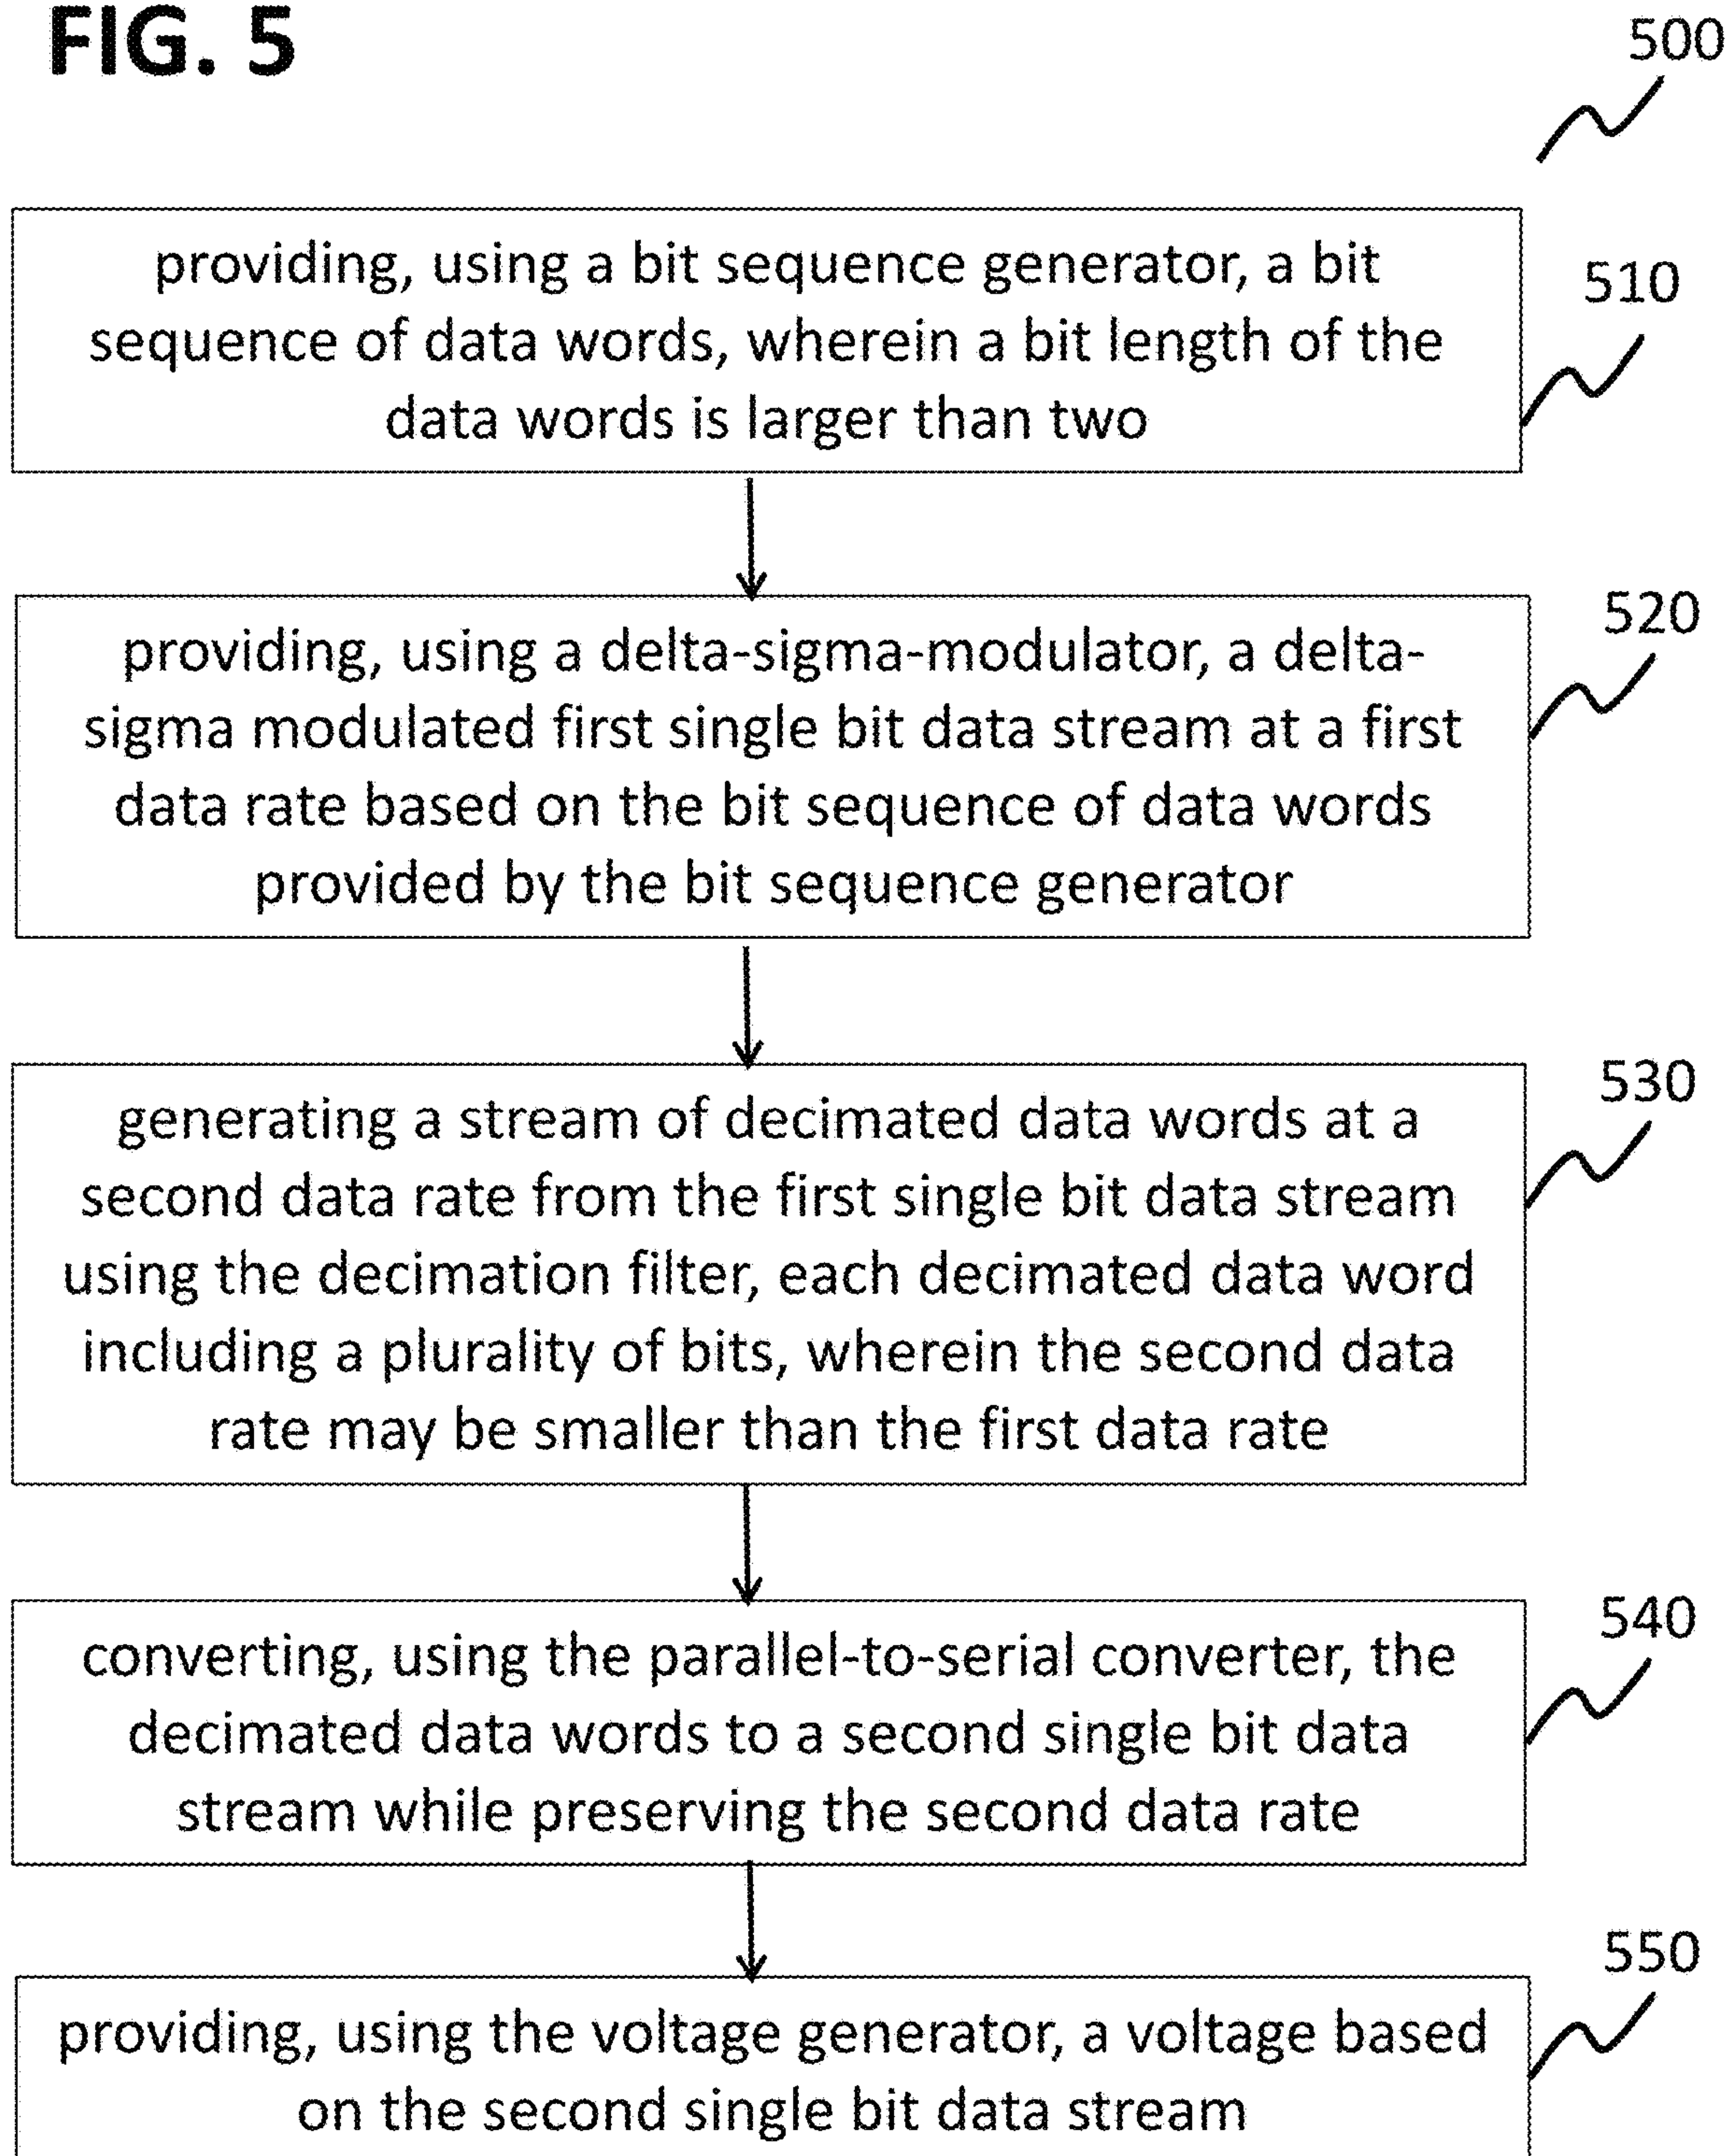 FIG. 5
500
providing, using a bit sequence generator, a bit
sequence of data words, wherein a bit length of the
data words is larger than two
510
providing, using a delta-sigma-modulator, a delta-
sigma modulated first single bit data stream at a first
data rate based on the bit sequence of data words
provided by the bit sequence generator
520
generating a stream of decimated data words at a
second data rate from the first single bit data stream
using the decimation filter, each decimated data word
including a plurality of bits, wherein the second data
rate may be smaller than the first data rate
530
converting, using the parallel-to-serial converter, the
decimated data words to a second single bit data
stream while preserving the second data rate
540
providing, using the voltage generator, a voltage based
on the second single bit data stream
550